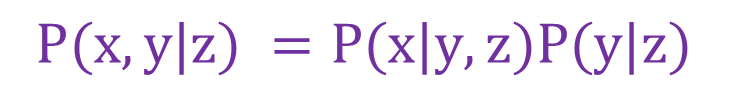 P(x, y|z) = P(x|y, z)P(y|z)